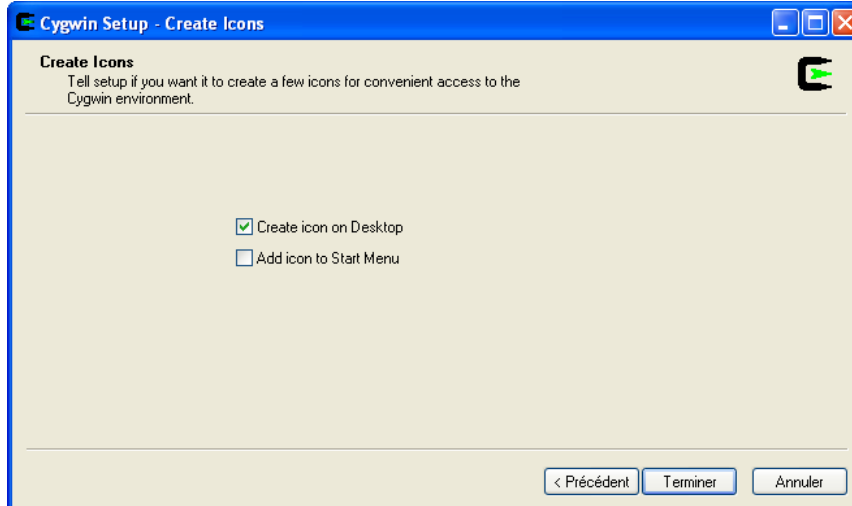 Cygwin Setup - Create Icons
Create Icons
Tell setup if you want it to create a few icons for convenient access to the
Cygwin environment.
Create icon on Desktop
Add icon to Start Menu
< Précédent Terminer Annuler